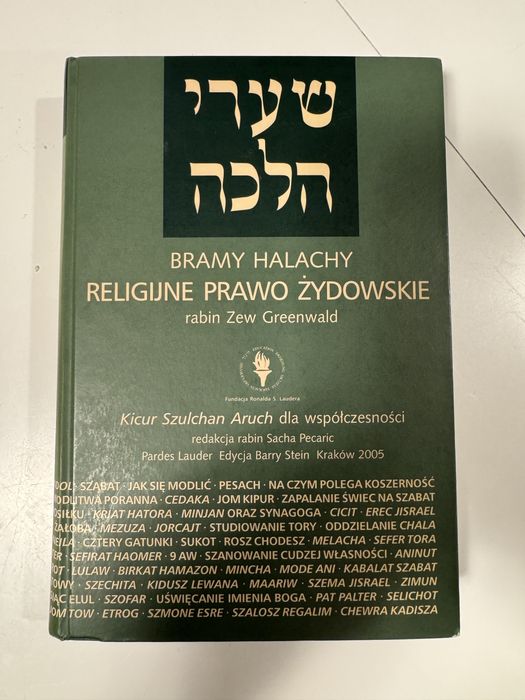 שערי
הלכה
BRAMY HALACHY
RELIGIJNE PRAWO ŻYDOWSKIE
rabin Zew Greenwald
Fundacja Ronalda S. Laudera
Kicur Szulchan Aruch dla współczesności
redakcja rabin Sacha Pecaric
Pardes Lauder Edycja Barry Stein Kraków 2005
· SZABAT · JAK SIĘ MODLIĆ · PESACH · NA CZYM POLEGA KOSZERNOŚĆ
ODLITWA PORANNA · CEDAKA · JOM KIPUR · ZAPALANIE ŚWIEC NA SZABAT
OSIŁKU · KRIAT HATORA · MINJAN ORAZ SYNAGOGA · CICIT · EREC JISRAEL
ŻAŁOBA · MEZUZA · JORCAJT · STUDIOWANIE TORY · ODDZIELANIE CHALA
CZTERY GATUNKI · SUKOT · ROSZ CHODESZ · MELACHA · SEFER TORA
· SEFIRAT HAOMER · 9 AW · SZANOWANIE CUDZEJ WŁASNOŚCI · ANINUT
· LULAW · BIRKAT HAMAZON · MINCHA · MODE ANI · KABALAT SZABAT
· SZECHITA · KIDUSZ LEWANA · MAARIW · SZEMA JISRAEL · ZIMUN
ELUL · SZOFAR · UŚWIĘCANIE IMIENIA BOGA · PAT PALTER · SELICHOT
TOW · ETROG · SZMONE ESRE · SZALOSZ REGALIM · CHEWRA KADISZA